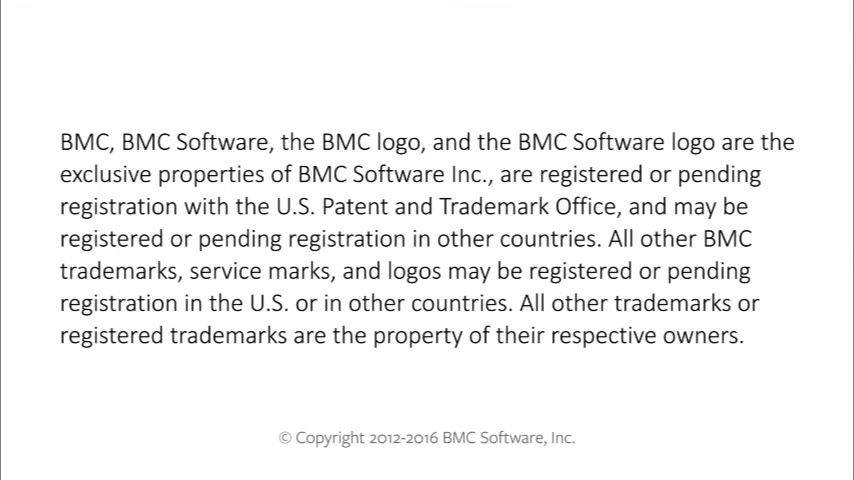 BMC, BMC Software, the BMC logo, and the BMC Software logo are the
exclusive properties of BMC Software Inc., are registered or pending
registration with the U.S. Patent and Trademark Office, and may be
registered or pending registration in other countries. All other BMC
trademarks, service marks, and logos may be registered or pending
registration in the U.S. or in other countries. All other trademarks or
registered trademarks are the property of their respective owners.
© Copyright 2012-2016 BMC Software, Inc.